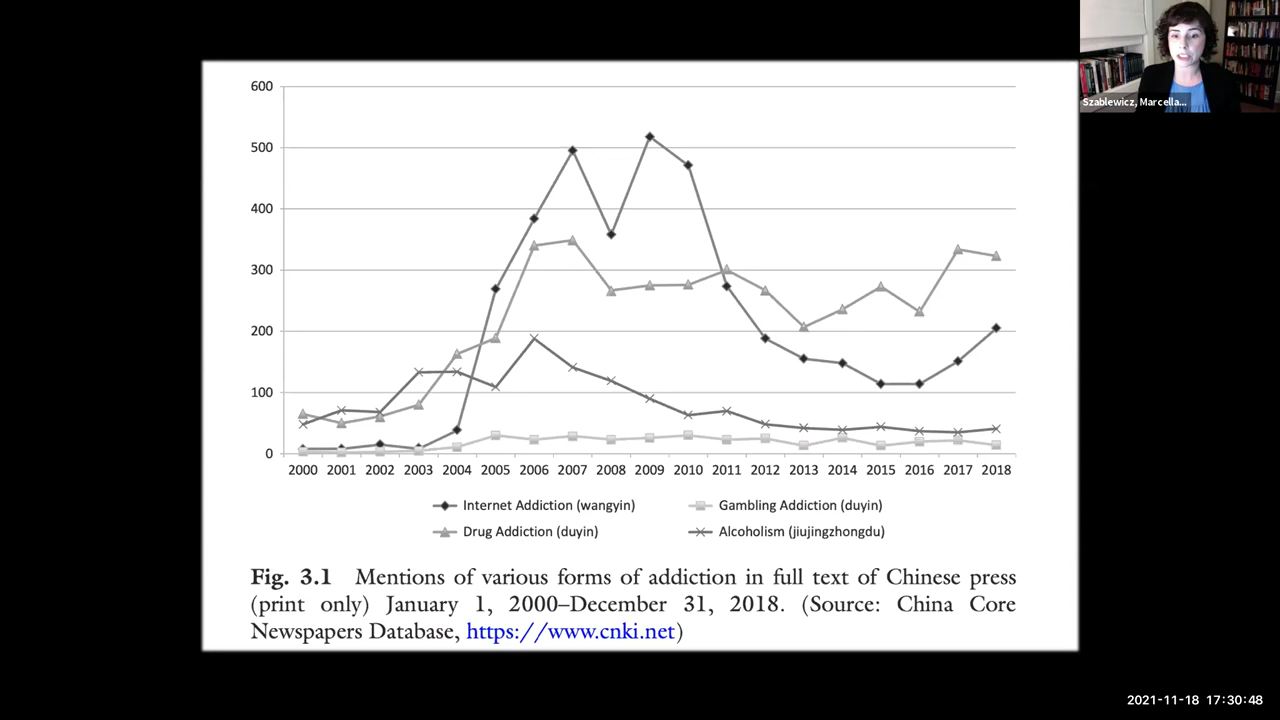 Szablewicz, Marcella...
600
500
400
300
200
100
0
2000 2001 2002 2003 2004 2005 2006 2007 2008 2009 2010 2011 2012 2013 2014 2015 2016 2017 2018
Internet Addiction (wangyin) Gambling Addiction (duyin)
Drug Addiction (duyin) Alcoholism (jiujingzhongdu)
Fig. 3.1 Mentions of various forms of addiction in full text of Chinese press
(print only) January 1, 2000–December 31, 2018. (Source: China Core
Newspapers Database, https://www.cnki.net)
2021-11-18 17:30:48